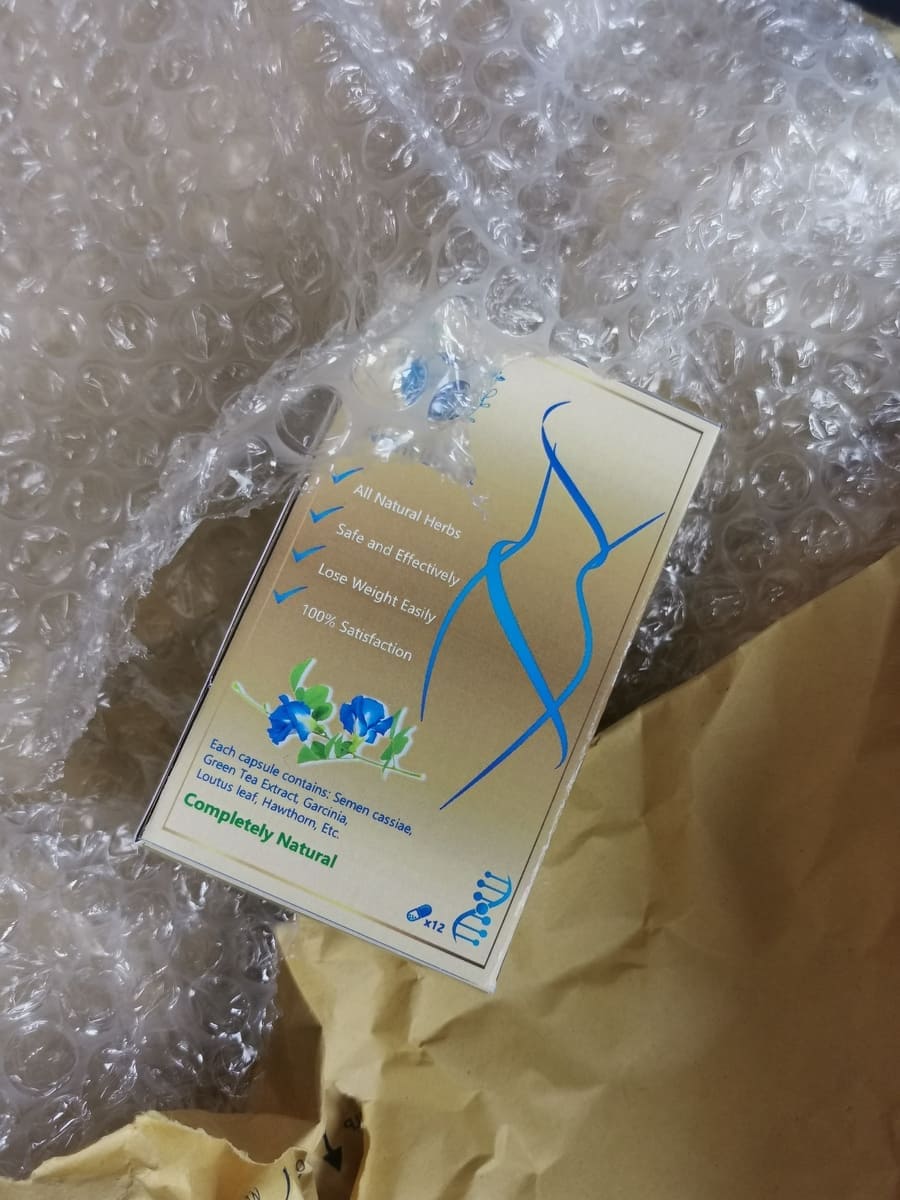 All Natural Herbs
Safe and Effectively
Lose Weight Easily
100% Satisfaction
Each capsule contains: Semen cassiae,
Green Tea Extract, Garcinia,
Loutus leaf, Hawthorn, Etc.
Completely Natural
x12